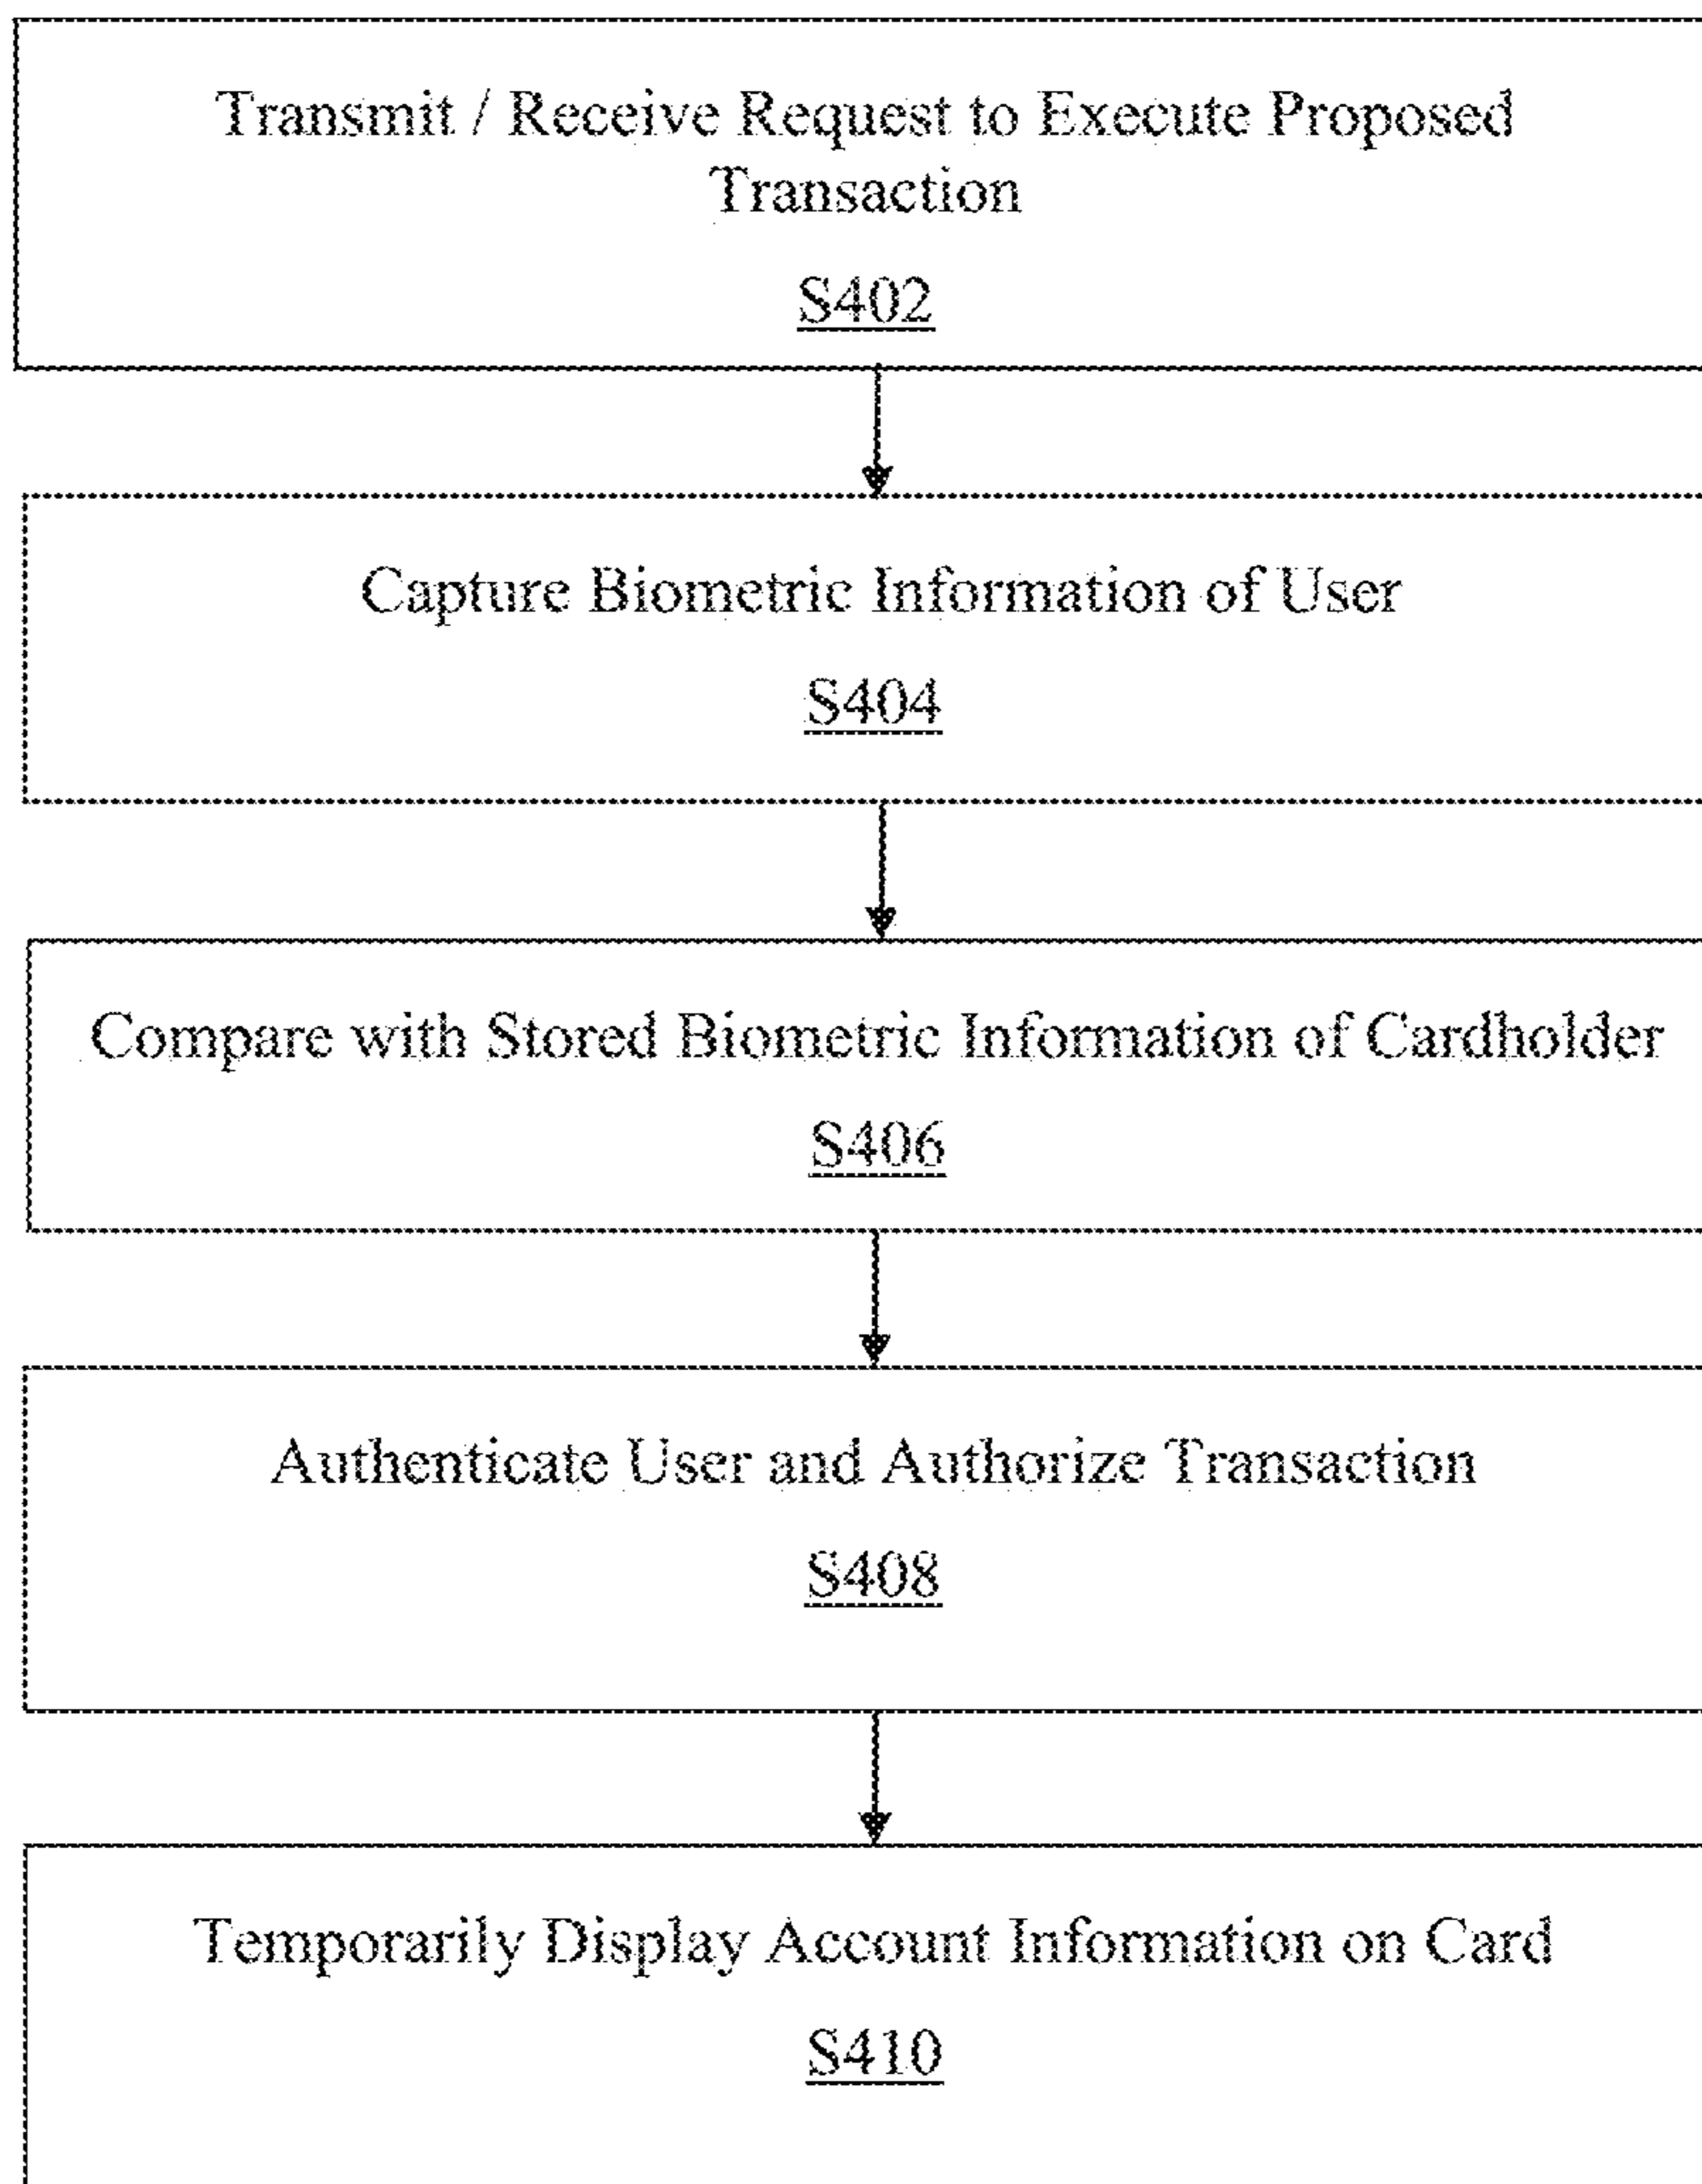 Transmit / Receive Request to Execute Proposed
Transaction
S402
Capture Biometric Information of User
S404
Compare with Stored Biometric Information of Cardholder
S406
Authenticate User and Authorize Transaction
S408
Temporarily Display Account Information on Card
S410